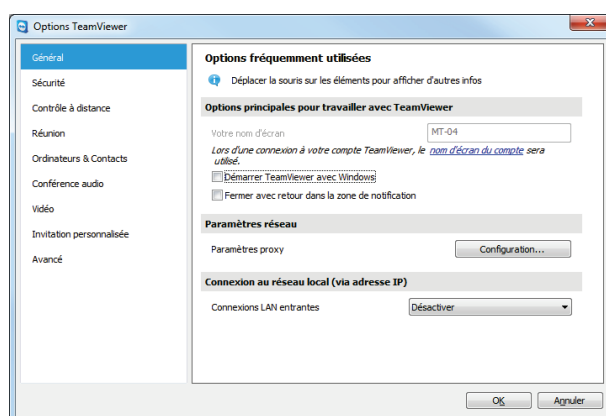 Options TeamViewer
Général
Sécurité
Contrôle à distance
Réunion
Ordinateurs & Contacts
Conférence audio
Vidéo
Invitation personnalisée
Avancé
Options fréquemment utilisées
Déplacer la souris sur les éléments pour afficher d'autres infos
Options principales pour travailler avec TeamViewer
Votre nom d'écran
MT-04
Lors d'une connexion à votre compte TeamViewer, le nom d'écran du compte sera
utilisé.
Démarrer TeamViewer avec Windows
Fermer avec retour dans la zone de notification
Paramètres réseau
Paramètres proxy
Configuration...
Connexion au réseau local (via adresse IP)
Connexions LAN entrantes
Désactiver
OK
Annuler